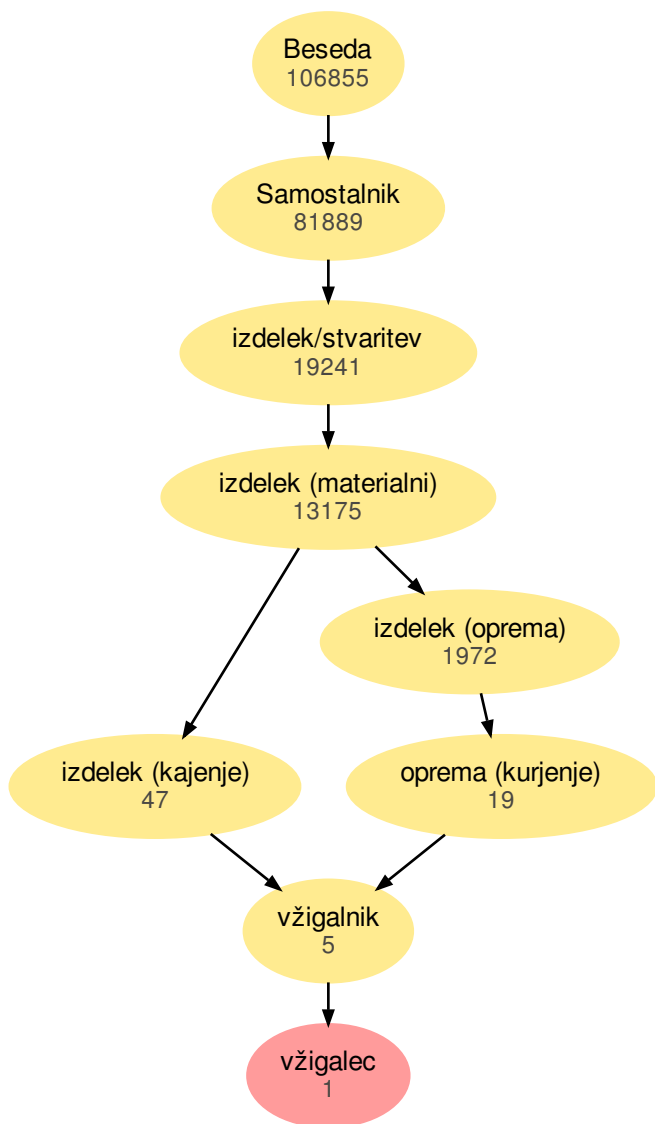 Beseda
106855
Samostalnik
81889
izdelek/stvaritev
19241
izdelek (materialni)
13175
izdelek (oprema)
1972
izdelek (kajenje)
47
oprema (kurjenje)
19
vžigalnik
5
vžigalec
1